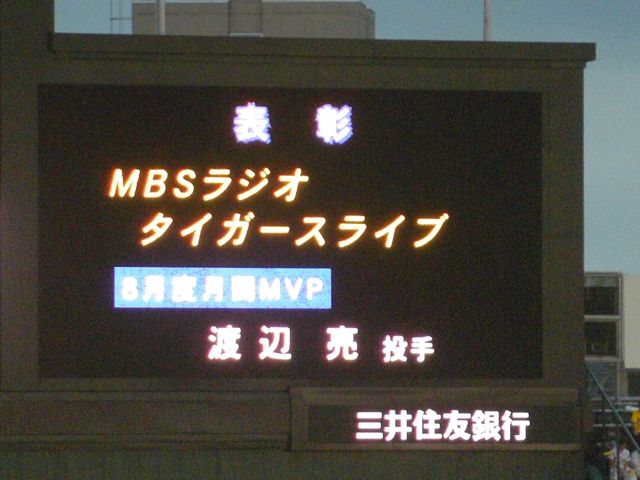 表 彰
MBSラジオ
タイガースライブ
8月度月間MVP
渡辺 亮 投手
三井住友銀行